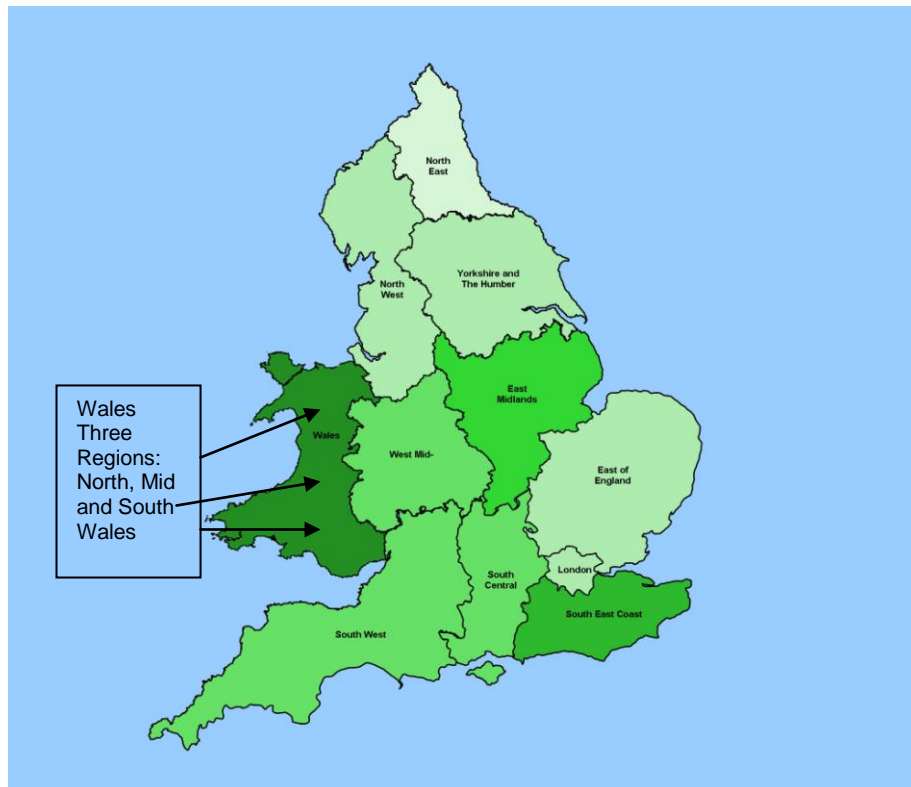 North
East
Yorkshire and
The Humber
North
West
East
Midlands
Wales
Three
Regions:
North, Mid
and South
Wales
Wales
West Mid-
East of
England
London
South
Central
South East Coast
South West